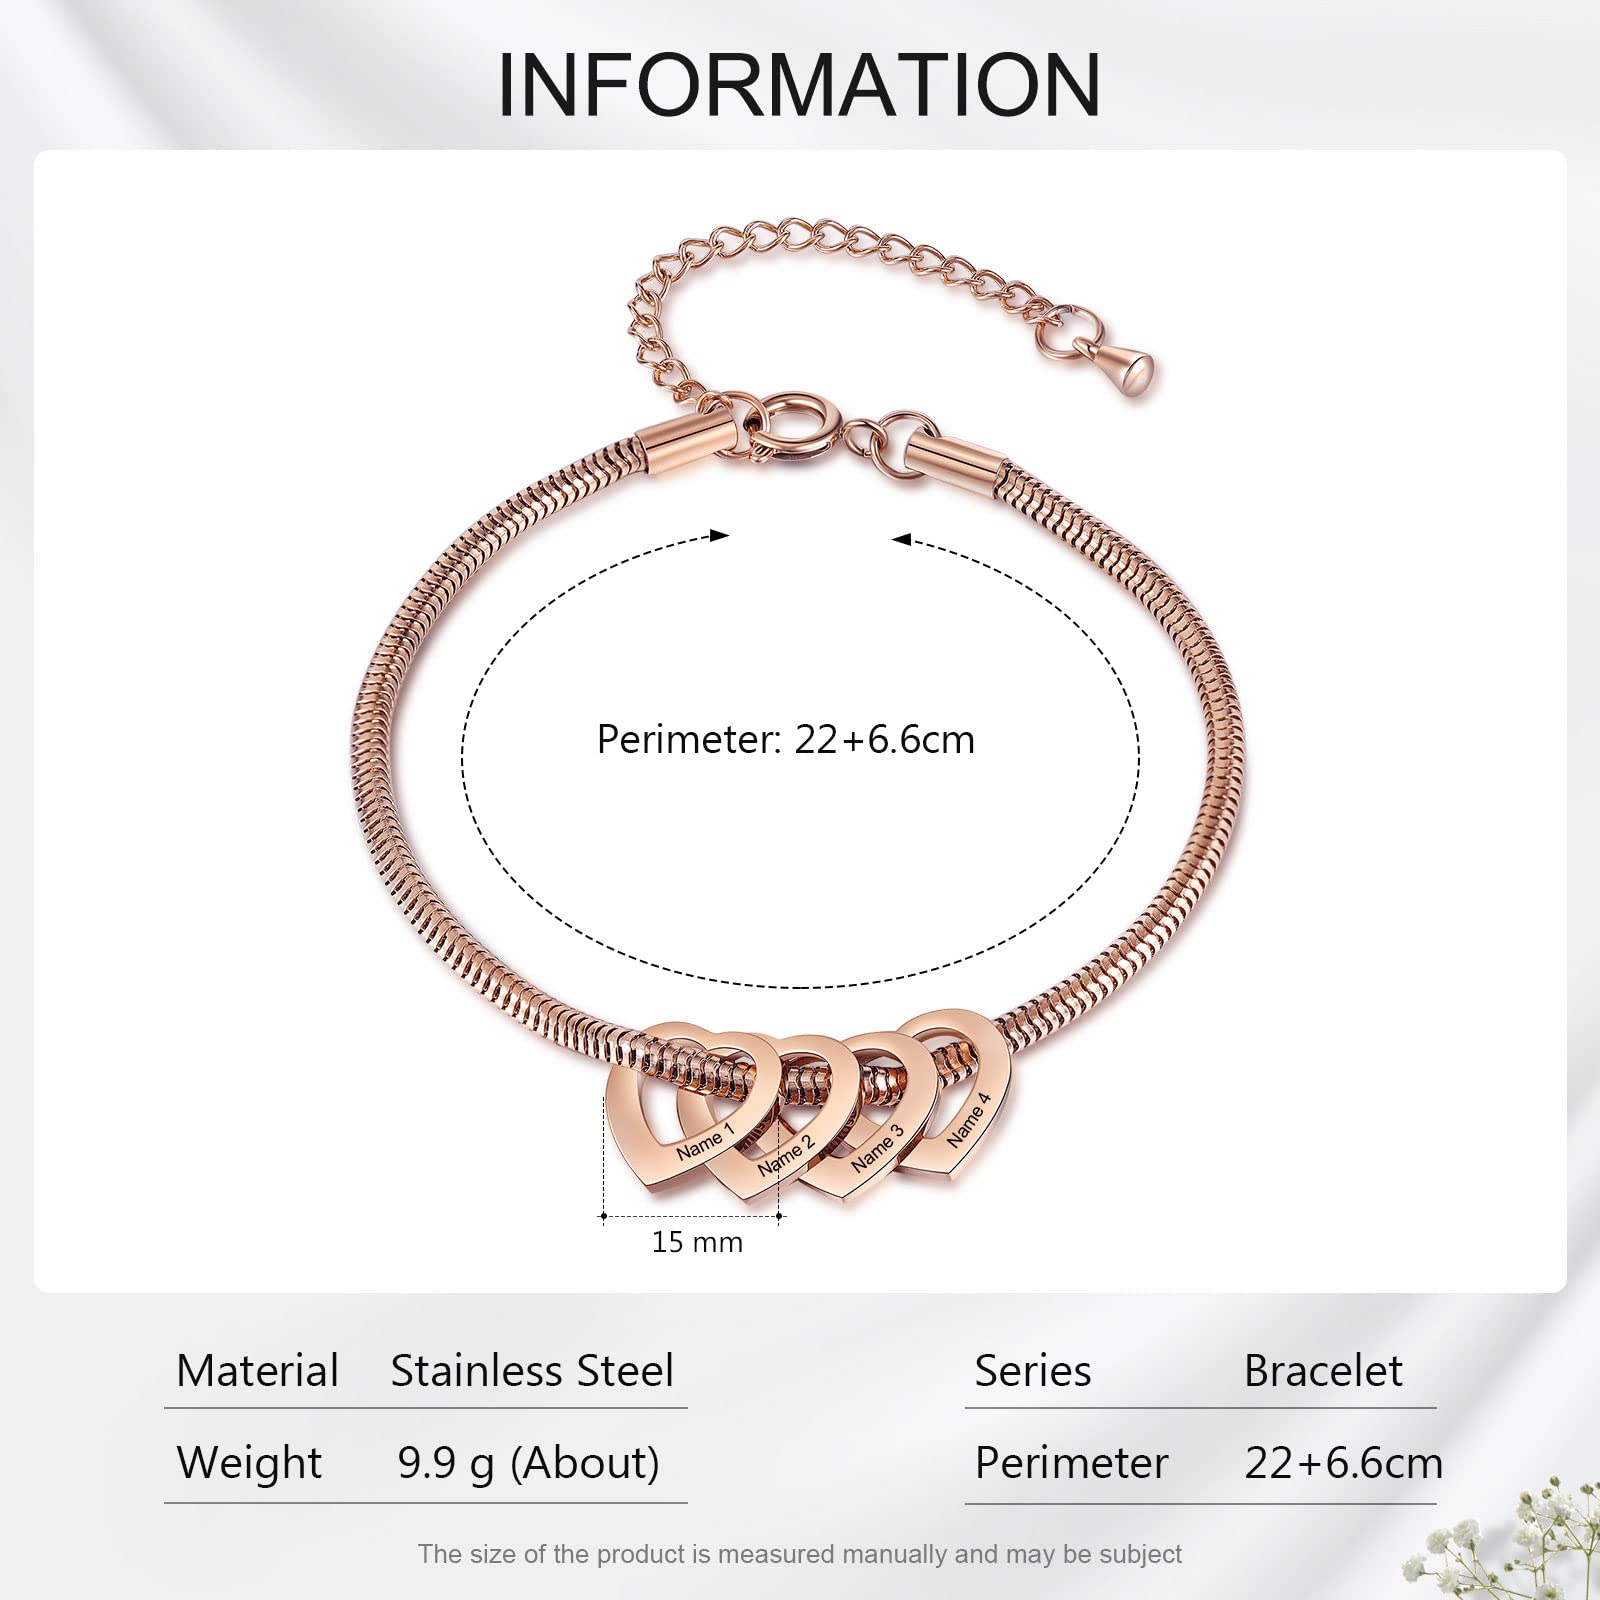 INFORMATION
Perimeter: 22+6.6cm
Name 1
Name 2
Name 3
Name 4
15 mm
Material Stainless Steel
Series Bracelet
Weight 9.9 g (About)
Perimeter 22+6.6cm
The size of the product is measured manually and may be subject